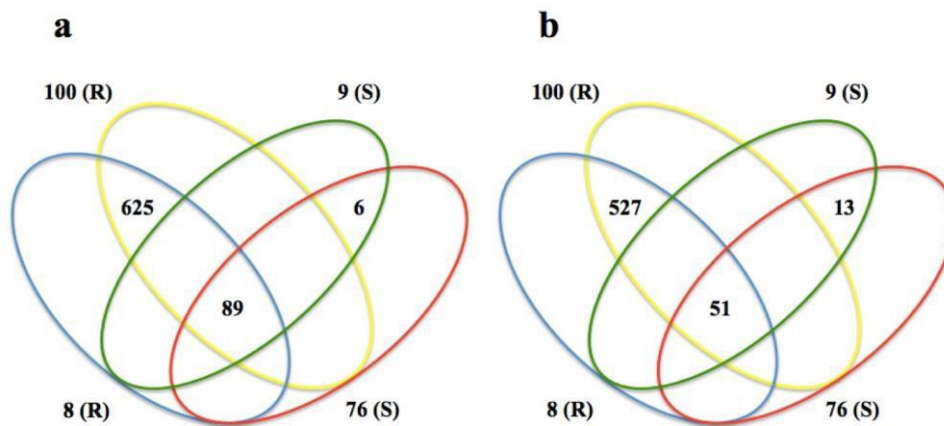 a
b
100 (R)
9 (S)
100 (R)
9 (S)
625
6
527
13
89
51
8 (R)
76 (S)
8 (R)
76 (S)